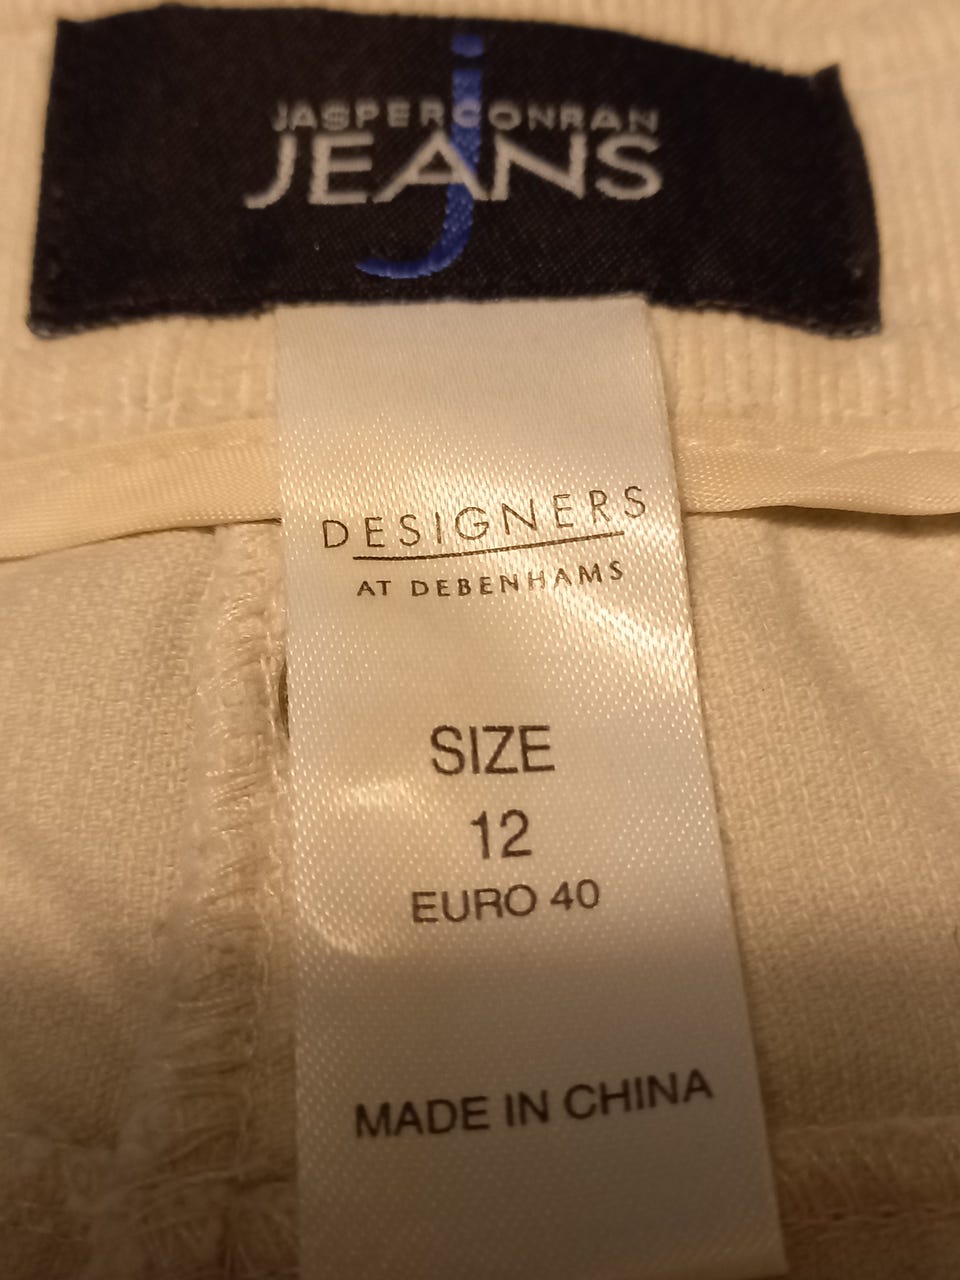 j
JASPERCONRAN
JEANS
DESIGNERS
AT DEBENHAMS
SIZE
12
EURO 40
MADE IN CHINA